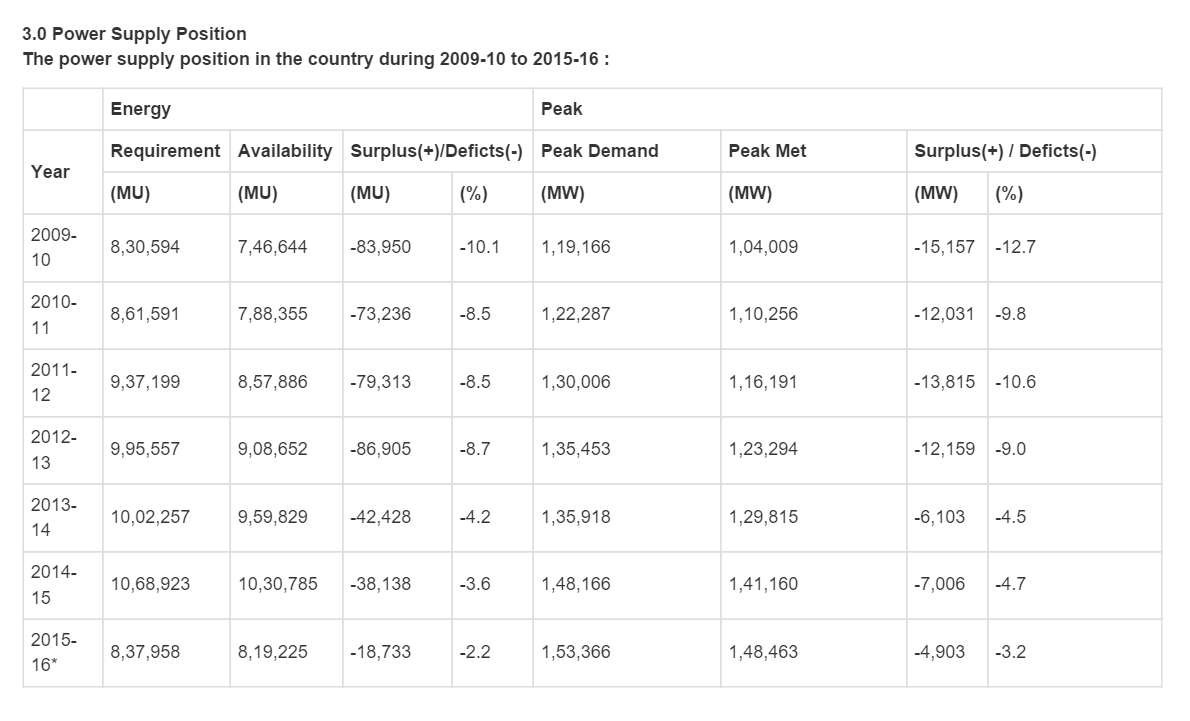 3.0 Power Supply Position
The power supply position in the country during 2009-10 to 2015-16 :
Energy Peak
Year Requirement Availability Surplus(+)/Deficts(-) Peak Demand Peak Met Surplus(+) / Deficts(-)
(MU) (MU) (MU) (%) (MW) (MW) (MW) (%)
2009-10 8,30,594 7,46,644 -83,950 -10.1 1,19,166 1,04,009 -15,157 -12.7
2010-11 8,61,591 7,88,355 -73,236 -8.5 1,22,287 1,10,256 -12,031 -9.8
2011-12 9,37,199 8,57,886 -79,313 -8.5 1,30,006 1,16,191 -13,815 -10.6
2012-13 9,95,557 9,08,652 -86,905 -8.7 1,35,453 1,23,294 -12,159 -9.0
2013-14 10,02,257 9,59,829 -42,428 -4.2 1,35,918 1,29,815 -6,103 -4.5
2014-15 10,68,923 10,30,785 -38,138 -3.6 1,48,166 1,41,160 -7,006 -4.7
2015-16* 8,37,958 8,19,225 -18,733 -2.2 1,53,366 1,48,463 -4,903 -3.2